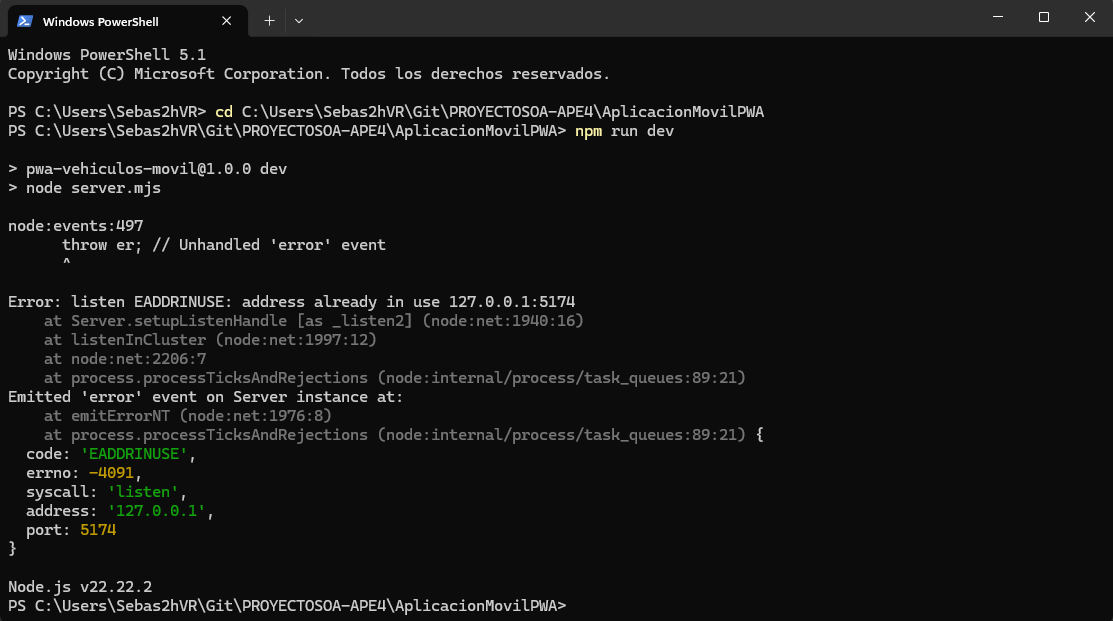 Windows PowerShell
Windows PowerShell 5.1
Copyright (C) Microsoft Corporation. Todos los derechos reservados.
PS C:\Users\Sebas2hVR> cd C:\Users\Sebas2hVR\Git\PROYECTOSOA-APE4\AplicacionMovilPWA
PS C:\Users\Sebas2hVR\Git\PROYECTOSOA-APE4\AplicacionMovilPWA> npm run dev
> pwa-vehiculos-movil@1.0.0 dev
> node server.mjs
node:events:497
      throw er; // Unhandled 'error' event
      ^
Error: listen EADDRINUSE: address already in use 127.0.0.1:5174
    at Server.setupListenHandle [as _listen2] (node:net:1940:16)
    at listenInCluster (node:net:1997:12)
    at node:net:2206:7
    at process.processTicksAndRejections (node:internal/process/task_queues:89:21)
Emitted 'error' event on Server instance at:
    at emitErrorNT (node:net:1976:8)
    at process.processTicksAndRejections (node:internal/process/task_queues:89:21) {
  code: 'EADDRINUSE',
  errno: -4091,
  syscall: 'listen',
  address: '127.0.0.1',
  port: 5174
}
Node.js v22.22.2
PS C:\Users\Sebas2hVR\Git\PROYECTOSOA-APE4\AplicacionMovilPWA>